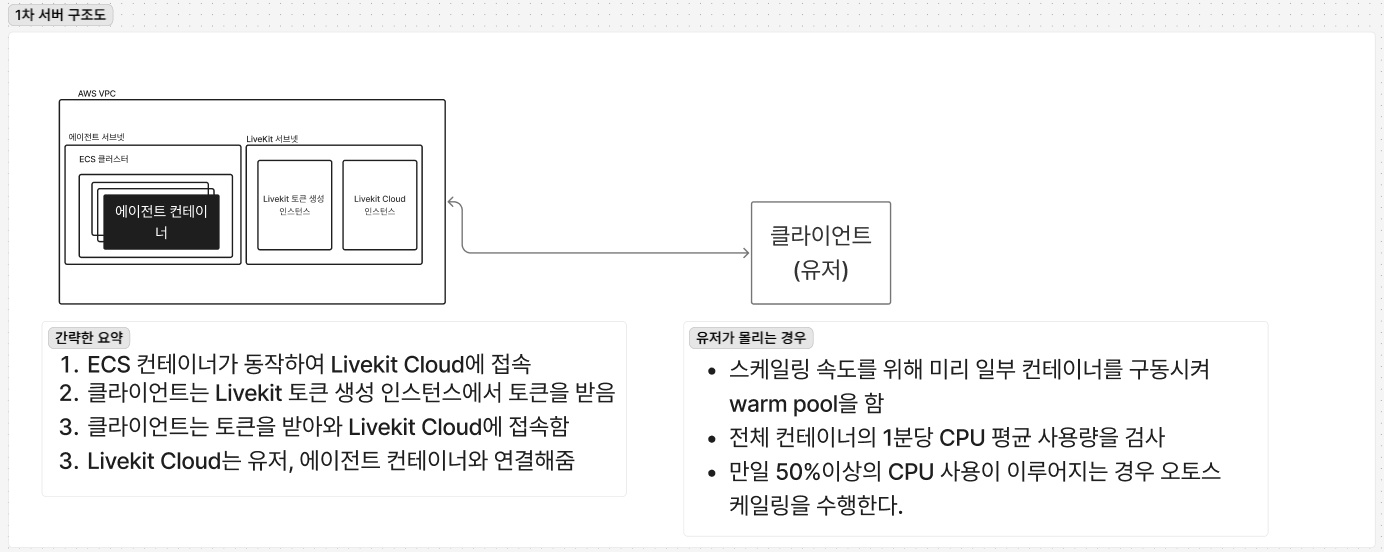 1차 서버 구조도
AWS VPC
에이전트 서브넷
ECS 클러스터
에이전트 컨테이
너
LiveKit 서브넷
Livekit 토큰 생성
인스턴스
Livekit Cloud
인스턴스
클라이언트
(유저)
간략한 요약
1. ECS 컨테이너가 동작하여 Livekit Cloud에 접속
2. 클라이언트는 Livekit 토큰 생성 인스턴스에서 토큰을 받음
3. 클라이언트는 토큰을 받아와 Livekit Cloud에 접속함
3. Livekit Cloud는 유저, 에이전트 컨테이너와 연결해줌
유저가 몰리는 경우
• 스케일링 속도를 위해 미리 일부 컨테이너를 구동시켜
warm pool을 함
• 전체 컨테이너의 1분당 CPU 평균 사용량을 검사
• 만일 50%이상의 CPU 사용이 이루어지는 경우 오토스
케일링을 수행한다.